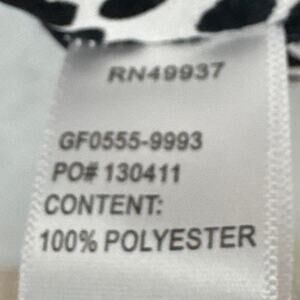 RN49937
GF0555-9993
PO# 130411
CONTENT:
100% POLYESTER